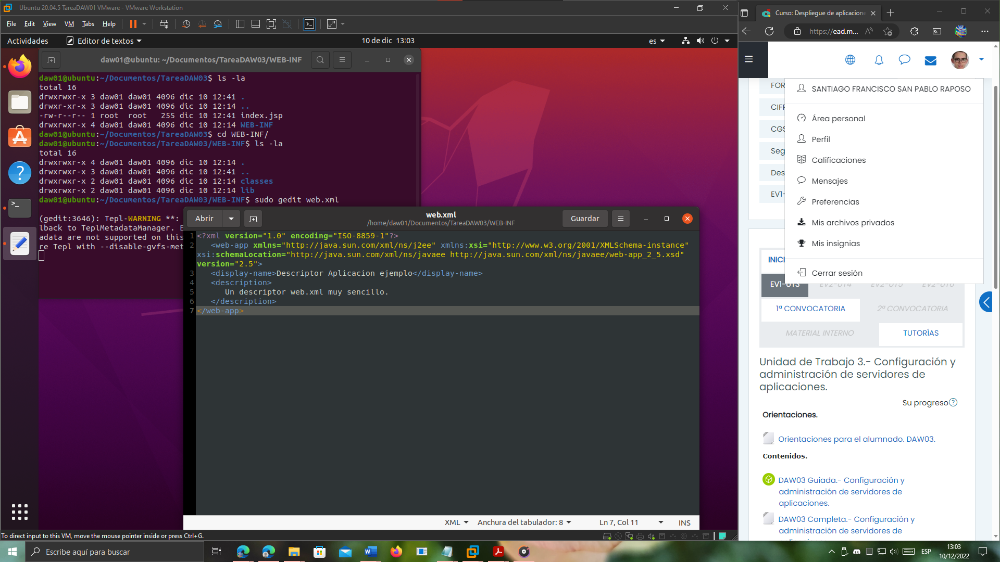 Ubuntu 20.04.5 TareaDAW01 VMware - VMware Workstation
File Edit View VM Tabs Help
Actividades Editor de textos 10 de dic 13:03 es
daw01@ubuntu: ~/Documentos/TareaDAW03/WEB-INF
daw01@ubuntu:~/Documentos/TareaDAW03$ ls -la
total 16
drwxrwxr-x 3 daw01 daw01 4096 dic 10 12:41 .
drwxr-xr-x 3 daw01 daw01 4096 dic 10 12:14 ..
-rw-r--r-- 1 root root 255 dic 10 12:41 index.jsp
drwxrwxr-x 4 daw01 daw01 4096 dic 10 12:14 WEB-INF
daw01@ubuntu:~/Documentos/TareaDAW03$ cd WEB-INF/
daw01@ubuntu:~/Documentos/TareaDAW03/WEB-INF$ ls -la
total 16
drwxrwxr-x 4 daw01 daw01 4096 dic 10 12:14 .
drwxrwxr-x 3 daw01 daw01 4096 dic 10 12:41 ..
drwxrwxr-x 2 daw01 daw01 4096 dic 10 12:14 classes
drwxrwxr-x 2 daw01 daw01 4096 dic 10 12:14 lib
daw01@ubuntu:~/Documentos/TareaDAW03/WEB-INF$ sudo gedit web.xml
(gedit:3646): Tepl-WARNING **:
lback to TeplMetadataManager. E
adata are not supported on this
re Tepl with --disable-gvfs-met
Abrir web.xml Guardar
/home/daw01/Documentos/TareaDAW03/WEB-INF
1 <?xml version="1.0" encoding="ISO-8859-1"?>
2 <web-app xmlns="http://java.sun.com/xml/ns/j2ee" xmlns:xsi="http://www.w3.org/2001/XMLSchema-instance"
xsi:schemaLocation="http://java.sun.com/xml/ns/javaee http://java.sun.com/xml/ns/javaee/web-app_2_5.xsd"
version="2.5">
3 <display-name>Descriptor Aplicacion ejemplo</display-name>
4 <description>
5 Un descriptor web.xml muy sencillo.
6 </description>
7 </web-app>
XML Anchura del tabulador: 8 Ln 7, Col 11 INS
To direct input to this VM, move the mouse pointer inside or press Ctrl+G.
Curso: Despliegue de aplicacione
https://ead.m...
FOR
CIFF
CGS
Seg
Des
EV1-
SANTIAGO FRANCISCO SAN PABLO RAPOSO
Área personal
Perfil
Calificaciones
Mensajes
Preferencias
Mis archivos privados
Mis insignias
Cerrar sesión
INICI
EV1-UT3 EV2-UT4 EV2-UT5 EV2-UT6
1ª CONVOCATORIA 2ª CONVOCATORIA
MATERIAL INTERNO TUTORÍAS
Unidad de Trabajo 3.- Configuración y
administración de servidores de
aplicaciones.
Su progreso
Orientaciones.
Orientaciones para el alumnado. DAW03.
Contenidos.
DAW03 Guiada.- Configuración y
administración de servidores de
aplicaciones.
DAW03 Completa.- Configuración y
administración de servidores de
Escribe aquí para buscar
ESP
13:03
10/12/2022